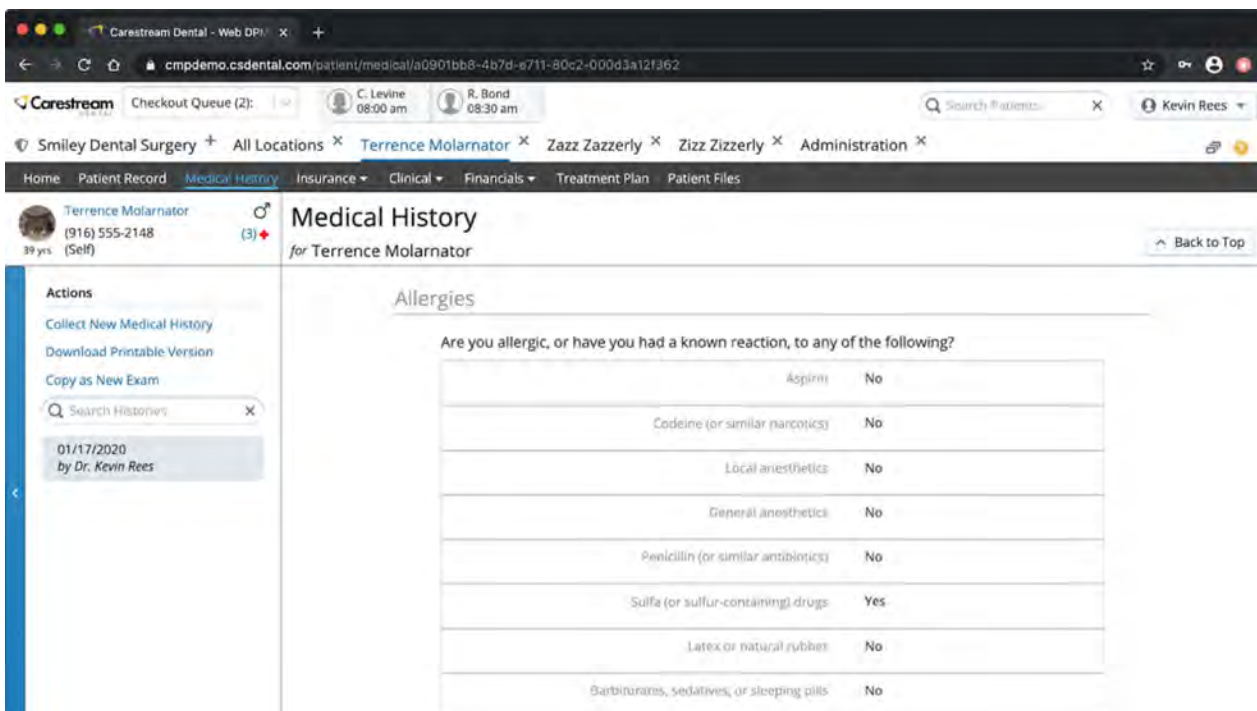 Carestream Dental - Web DPM
cmpdemo.csdental.com/patient/medical/a0901bb8-4b7d-e711-80c2-000d3a12f362
Carestream DENTAL Checkout Queue (2): C. Levine 08:00 am R. Bond 08:30 am Search Patients Kevin Rees
Smiley Dental Surgery All Locations Terrence Molarnator Zazz Zazzerly Zizz Zizzerly Administration
Home Patient Record Medical History Insurance Clinical Financials Treatment Plan Patient Files
Terrence Molarnator
(916) 555-2148 (3)
39 yrs (Self)
Medical History
for Terrence Molarnator
Back to Top
Actions
Collect New Medical History
Download Printable Version
Copy as New Exam
Search Histories
01/17/2020
by Dr. Kevin Rees
Allergies
Are you allergic, or have you had a known reaction, to any of the following?
Aspirin No
Codeine (or similar narcotics) No
Local anesthetics No
General anesthetics No
Penicillin (or similar antibiotics) No
Sulfa (or sulfur-containing) drugs Yes
Latex or natural rubber No
Barbiturates, sedatives, or sleeping pills No